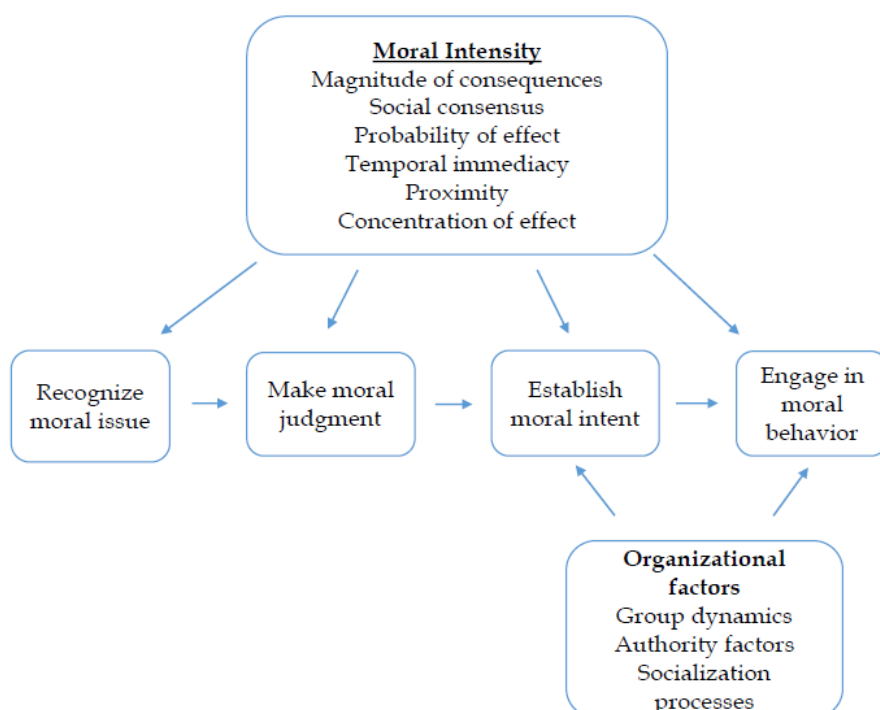 Moral Intensity
Magnitude of consequences
Social consensus
Probability of effect
Temporal immediacy
Proximity
Concentration of effect
Recognize
moral issue
Make moral
judgment
Establish
moral intent
Engage in
moral
behavior
Organizational
factors
Group dynamics
Authority factors
Socialization
processes